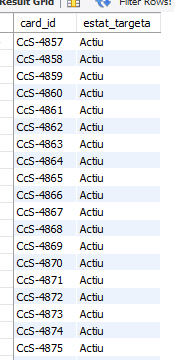 Result Grid Filter Rows:
card_id estat_targeta
CcS-4857 Actiu
CcS-4858 Actiu
CcS-4859 Actiu
CcS-4860 Actiu
CcS-4861 Actiu
CcS-4862 Actiu
CcS-4863 Actiu
CcS-4864 Actiu
CcS-4865 Actiu
CcS-4866 Actiu
CcS-4867 Actiu
CcS-4868 Actiu
CcS-4869 Actiu
CcS-4870 Actiu
CcS-4871 Actiu
CcS-4872 Actiu
CcS-4873 Actiu
CcS-4874 Actiu
CcS-4875 Actiu